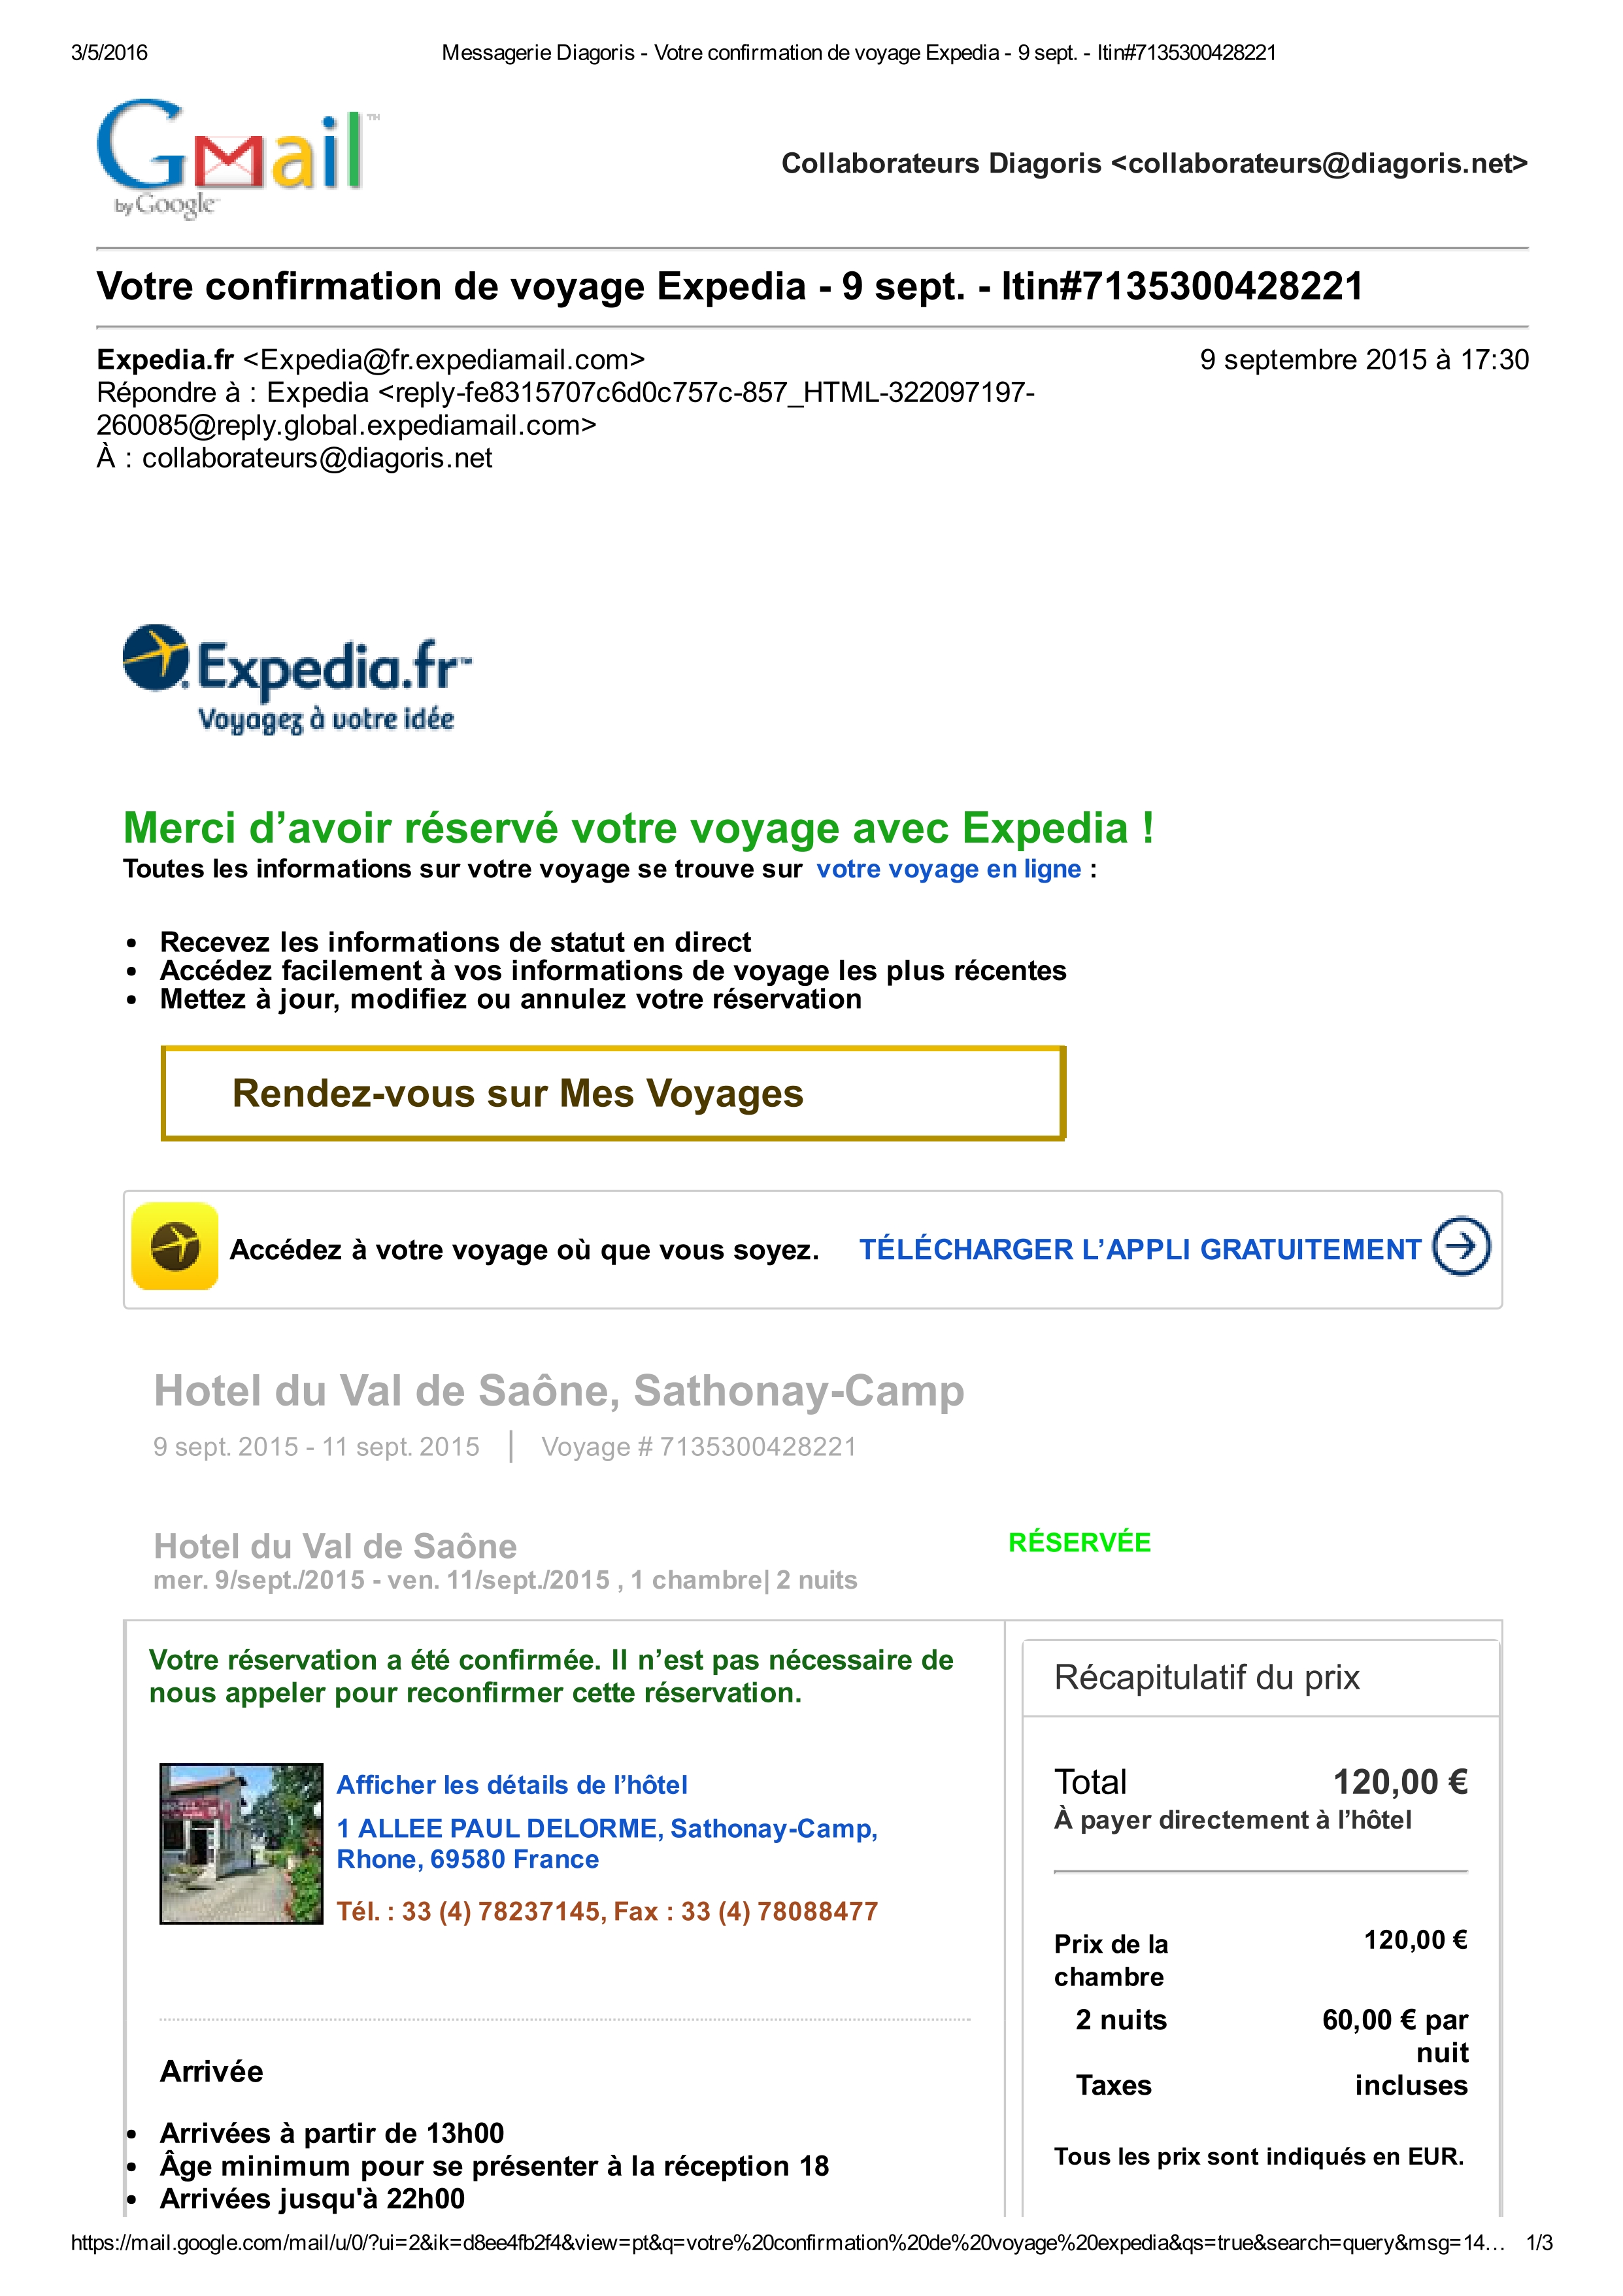 3/5/2016
Messagerie Diagoris - Votre confirmation de voyage Expedia - 9 sept. - Itin#7135300428221
Gmail™
by Google
Collaborateurs Diagoris <collaborateurs@diagoris.net>
Votre confirmation de voyage Expedia - 9 sept. - Itin#7135300428221
Expedia.fr <Expedia@fr.expediamail.com>
9 septembre 2015 à 17:30
Répondre à : Expedia <reply-fe8315707c6d0c757c-857_HTML-322097197-
260085@reply.global.expediamail.com>
À : collaborateurs@diagoris.net
Expedia.fr
Voyagez à votre idée
Merci d’avoir réservé votre voyage avec Expedia !
Toutes les informations sur votre voyage se trouve sur votre voyage en ligne :
• Recevez les informations de statut en direct
• Accédez facilement à vos informations de voyage les plus récentes
• Mettez à jour, modifiez ou annulez votre réservation
Rendez-vous sur Mes Voyages
Accédez à votre voyage où que vous soyez.
TÉLÉCHARGER L’APPLI GRATUITEMENT
Hotel du Val de Saône, Sathonay-Camp
9 sept. 2015 - 11 sept. 2015 | Voyage # 7135300428221
Hotel du Val de Saône
RÉSERVÉE
mer. 9/sept./2015 - ven. 11/sept./2015 , 1 chambre| 2 nuits
Votre réservation a été confirmée. Il n’est pas nécessaire de
nous appeler pour reconfirmer cette réservation.
Afficher les détails de l’hôtel
1 ALLEE PAUL DELORME, Sathonay-Camp,
Rhone, 69580 France
Tél. : 33 (4) 78237145, Fax : 33 (4) 78088477
Arrivée
• Arrivées à partir de 13h00
• Âge minimum pour se présenter à la réception 18
• Arrivées jusqu'à 22h00
Récapitulatif du prix
Total 120,00 €
À payer directement à l’hôtel
Prix de la 120,00 €
chambre
2 nuits 60,00 € par
nuit
Taxes incluses
Tous les prix sont indiqués en EUR.
https://mail.google.com/mail/u/0/?ui=2&ik=d8ee4fb2f4&view=pt&q=votre%20confirmation%20de%20voyage%20expedia&qs=true&search=query&msg=14… 1/3